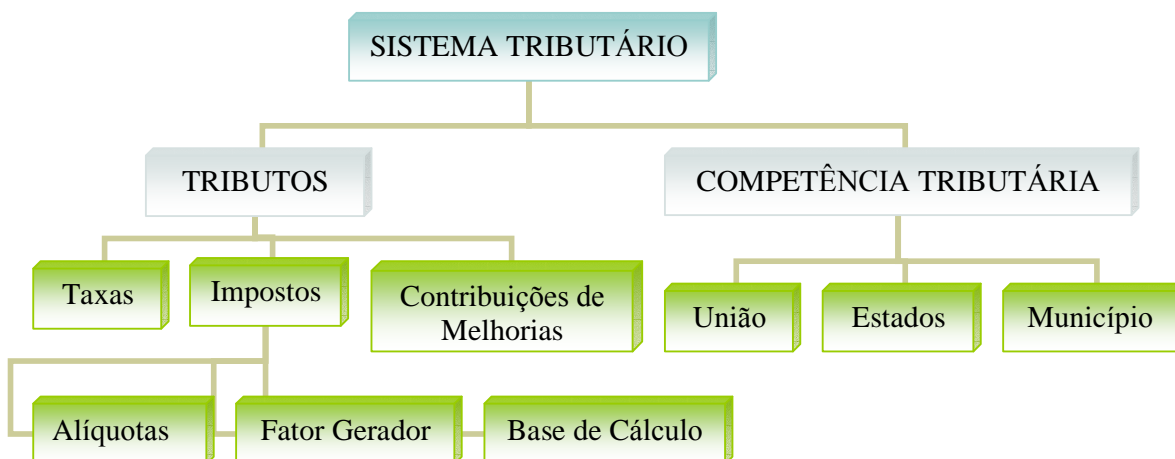 SISTEMA TRIBUTÁRIO
TRIBUTOS
COMPETÊNCIA TRIBUTÁRIA
Taxas
Impostos
Contribuições de
Melhorias
União
Estados
Município
Alíquotas
Fator Gerador
Base de Cálculo